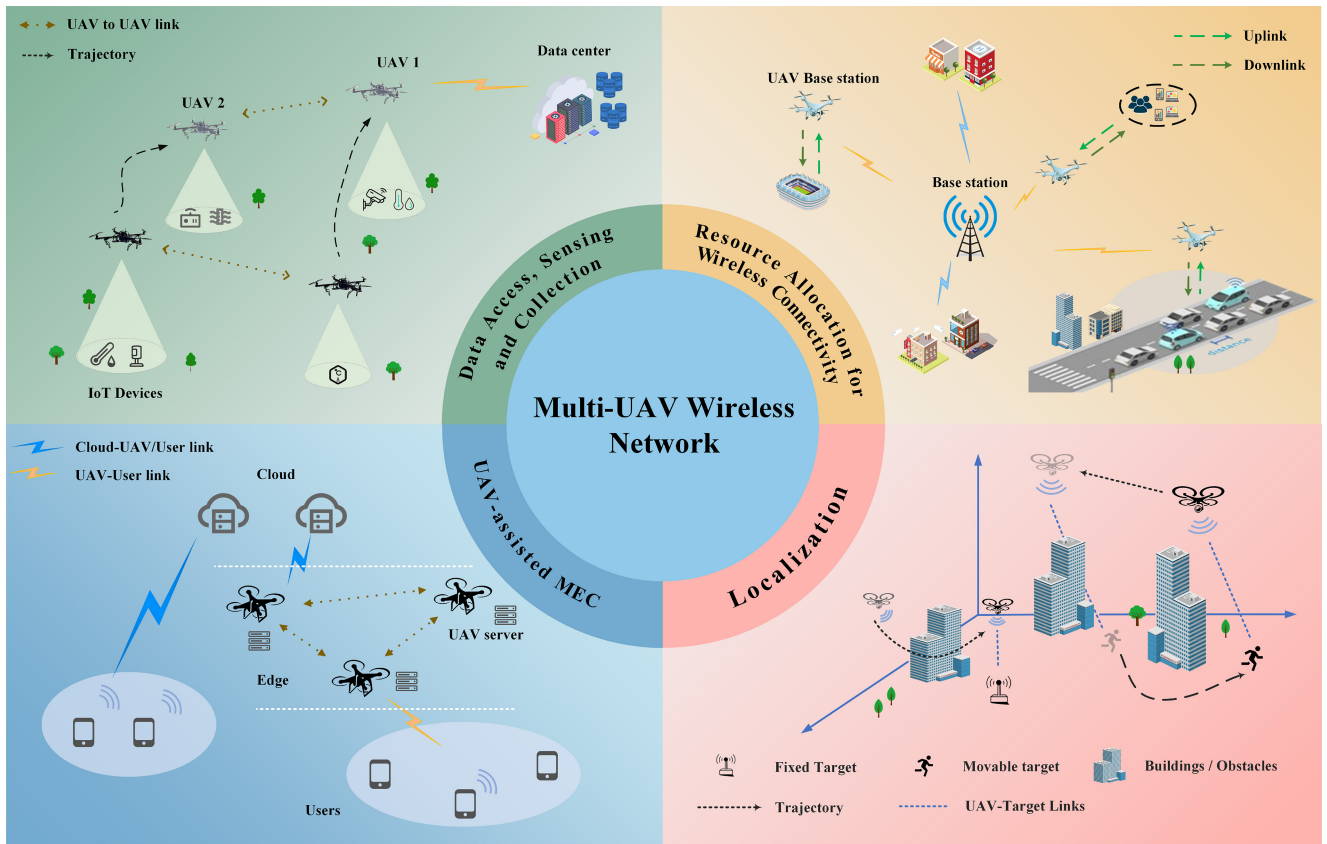 UAV to UAV link
Trajectory
UAV 1
UAV 2
Data center
IoT Devices
Data Access, Sensing
and Collection
Uplink
Downlink
UAV Base station
Base station
distance
Resource Allocation for
Wireless Connectivity
Multi-UAV Wireless
Network
Cloud-UAV/User link
UAV-User link
Cloud
UAV server
Edge
Users
UAV-assisted MEC
Localization
Fixed Target
Movable target
Buildings / Obstacles
Trajectory
UAV-Target Links